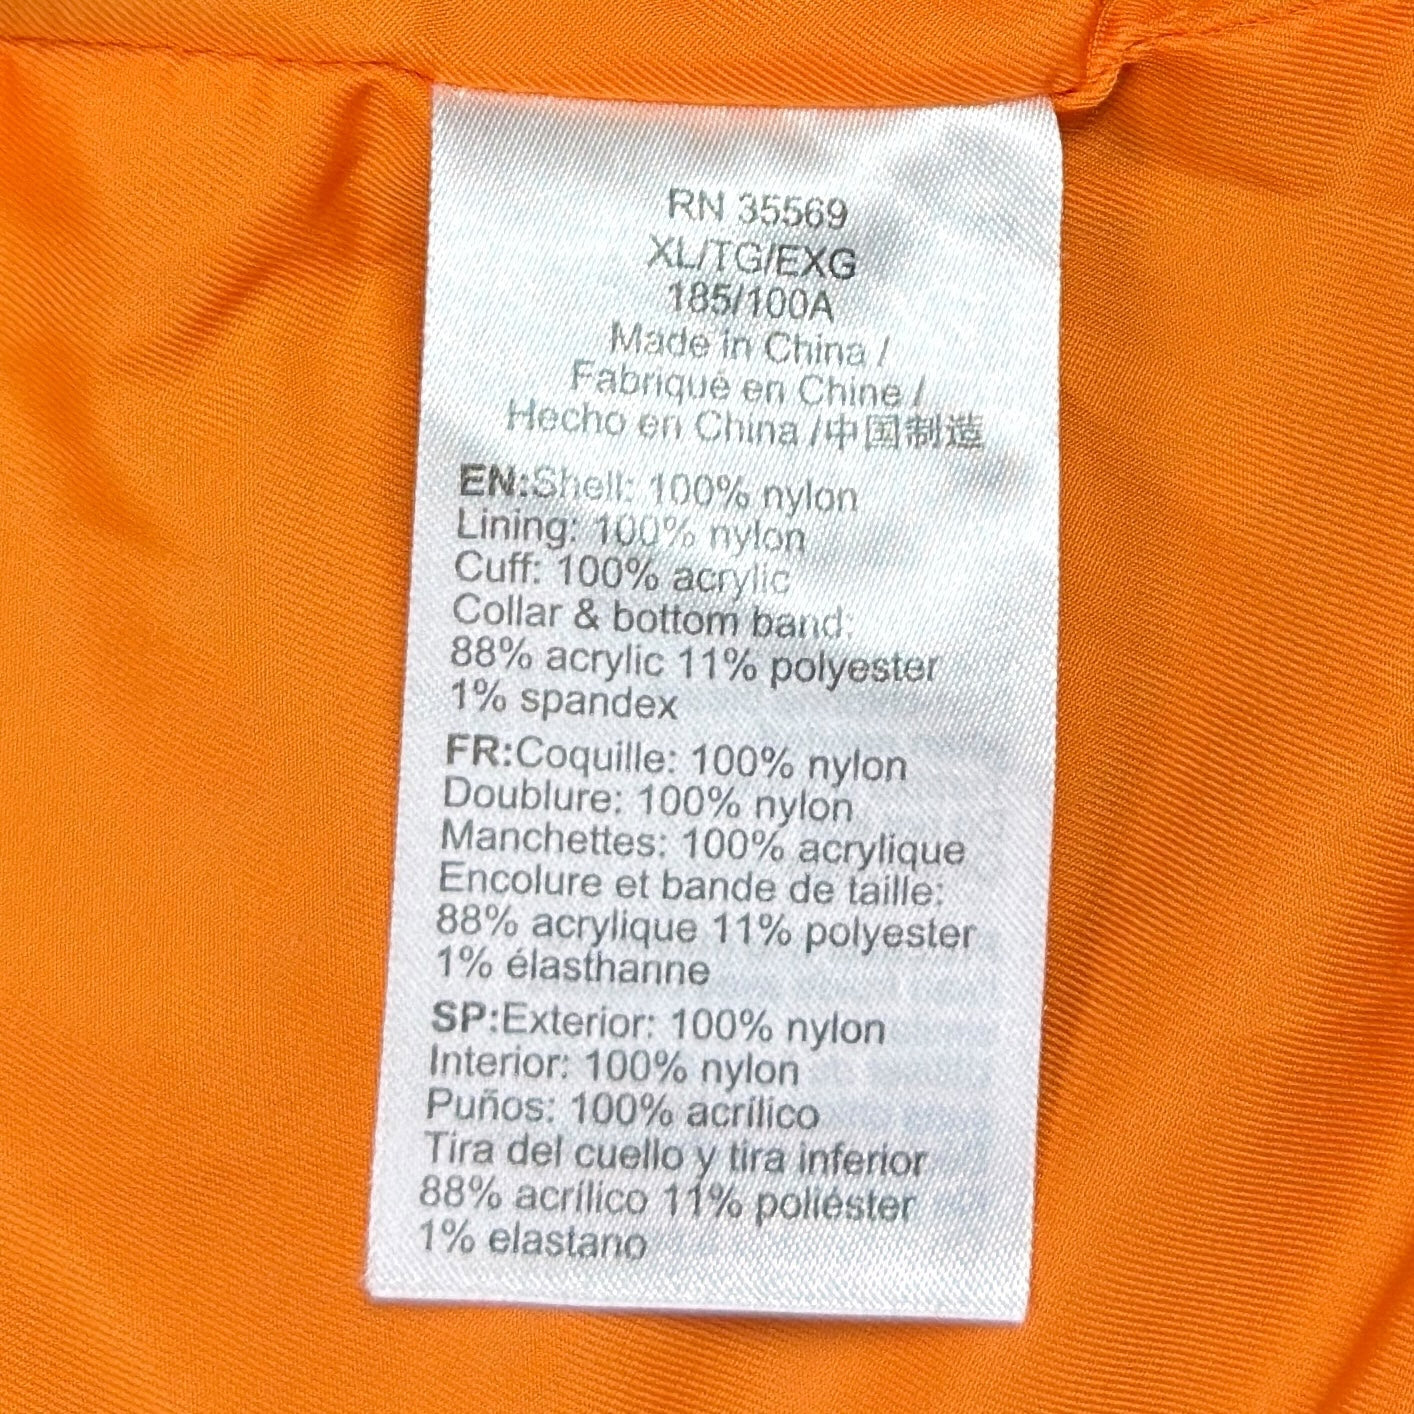 RN 35569
XL/TG/EXG
185/100A
Made in China /
Fabriqué en Chine /
Hecho en China /中国制造
EN:Shell: 100% nylon
Lining: 100% nylon
Cuff: 100% acrylic
Collar & bottom band:
88% acrylic 11% polyester
1% spandex
FR:Coquille: 100% nylon
Doublure: 100% nylon
Manchettes: 100% acrylique
Encolure et bande de taille:
88% acrylique 11% polyester
1% élasthanne
SP:Exterior: 100% nylon
Interior: 100% nylon
Puños: 100% acrílico
Tira del cuello y tira inferior
88% acrílico 11% poliéster
1% elastano